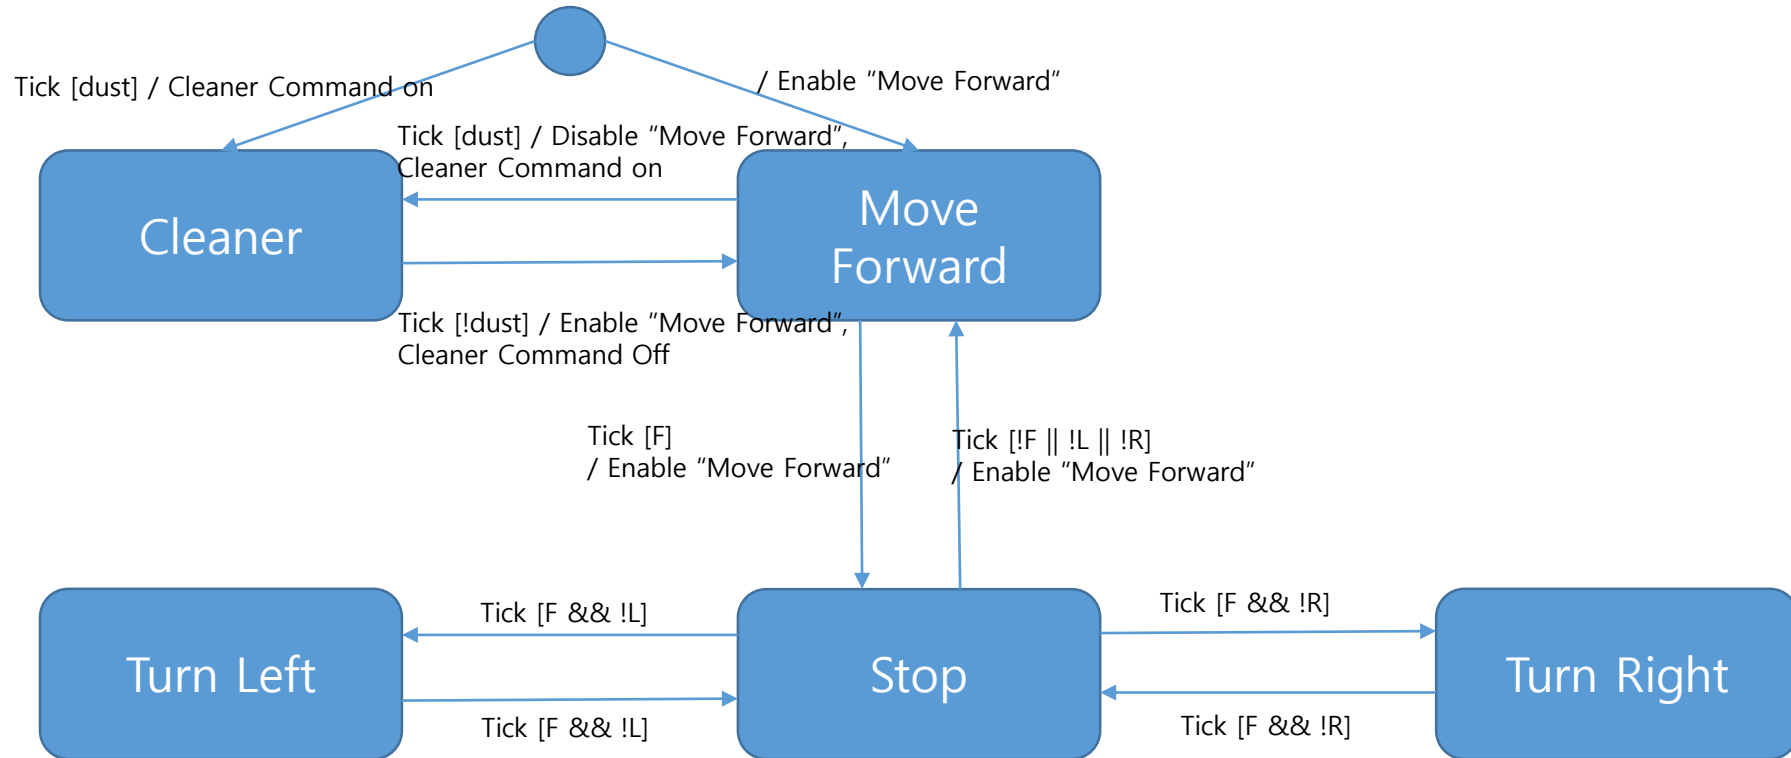 Tick [dust] / Cleaner Command on
/ Enable “Move Forward”
Tick [dust] / Disable “Move Forward”,
Cleaner Command on
Cleaner
Move
Forward
Tick [!dust] / Enable “Move Forward”,
Cleaner Command Off
Tick [F]
/ Enable “Move Forward”
Tick [!F || !L || !R]
/ Enable “Move Forward”
Tick [F && !L]
Tick [F && !R]
Turn Left
Stop
Turn Right
Tick [F && !L]
Tick [F && !R]